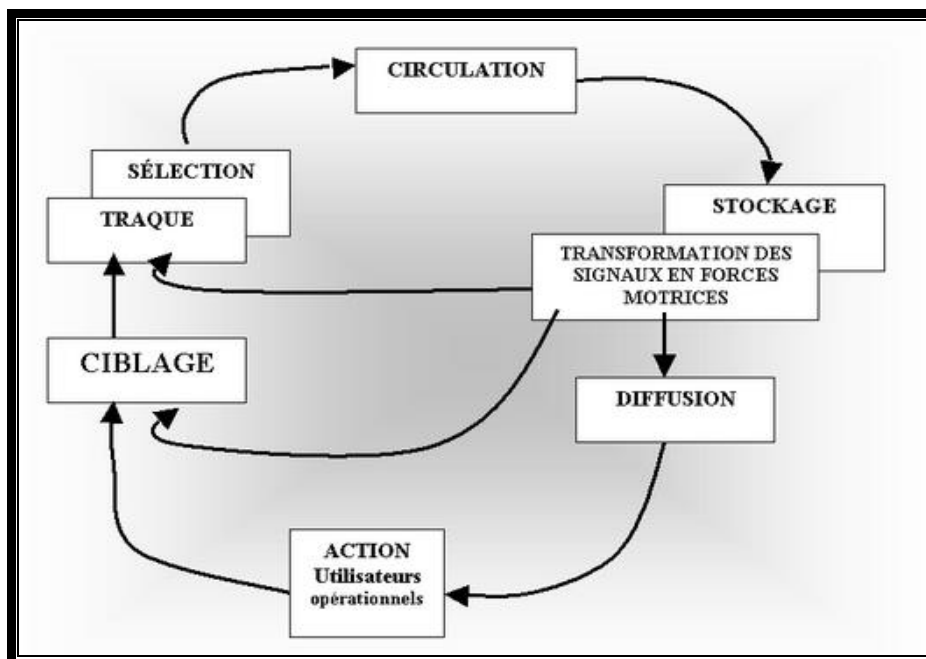 CIRCULATION
SÉLECTION
TRAQUE
STOCKAGE
TRANSFORMATION DES
SIGNAUX EN FORCES
MOTRICES
CIBLAGE
DIFFUSION
ACTION
Utilisateurs
opérationnels